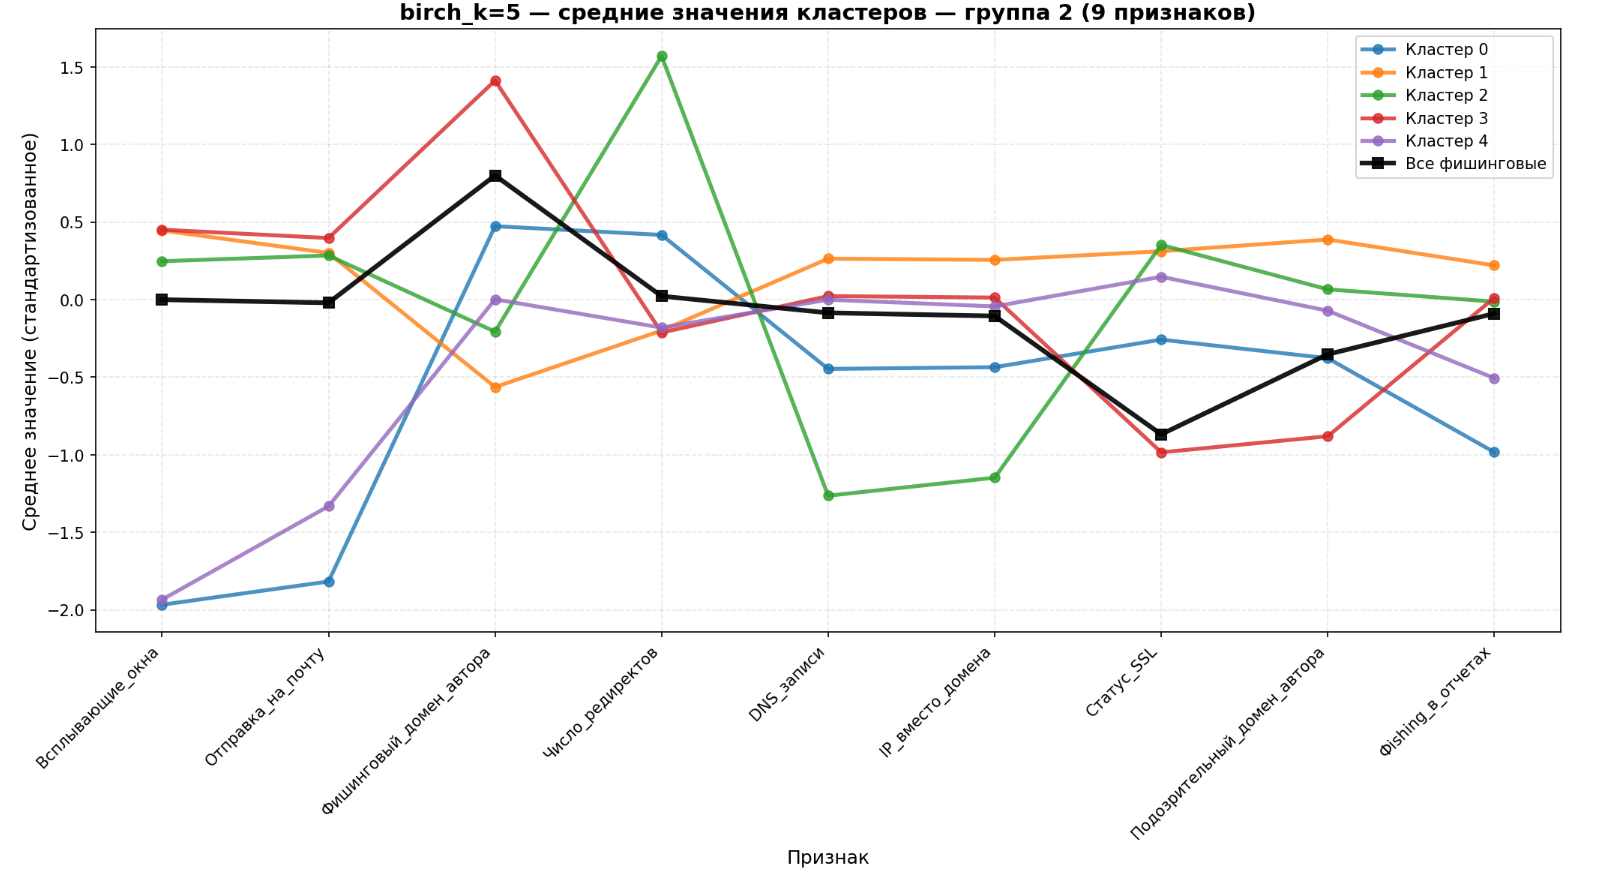 birch_k=5 — средние значения кластеров — группа 2 (9 признаков)
Кластер 0
Кластер 1
Кластер 2
Кластер 3
Кластер 4
Все фишинговые
Среднее значение (стандартизованное)
1.5
1.0
0.5
0.0
−0.5
−1.0
−1.5
−2.0
Всплывающие_окна
Отправка_на_почту
Фишинговый_домен_автора
Число_редиректов
DNS_записи
IP_вместо_домена
Статус_SSL
Подозрительный_домен_автора
Фishing_в_отчетах
Признак